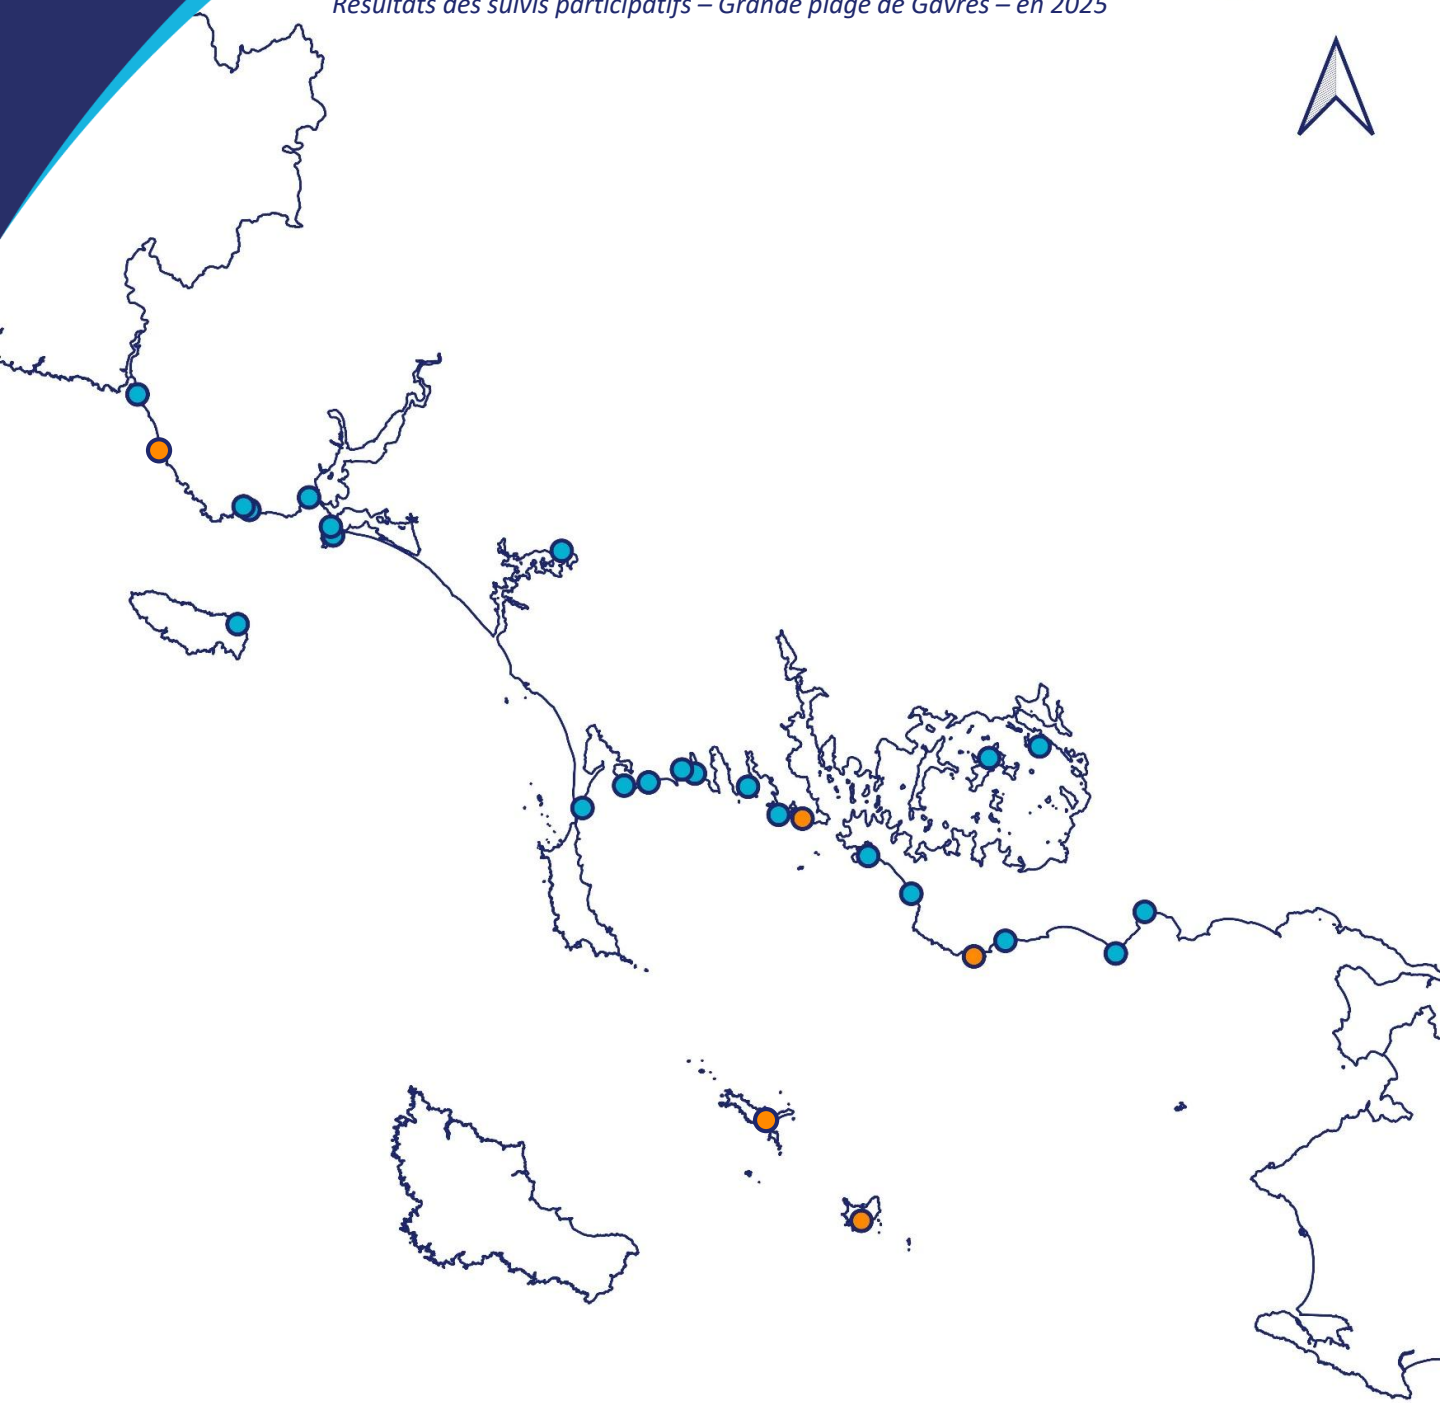 Résultats des suivis participatifs – Grande plage de Gâvres – en 2025